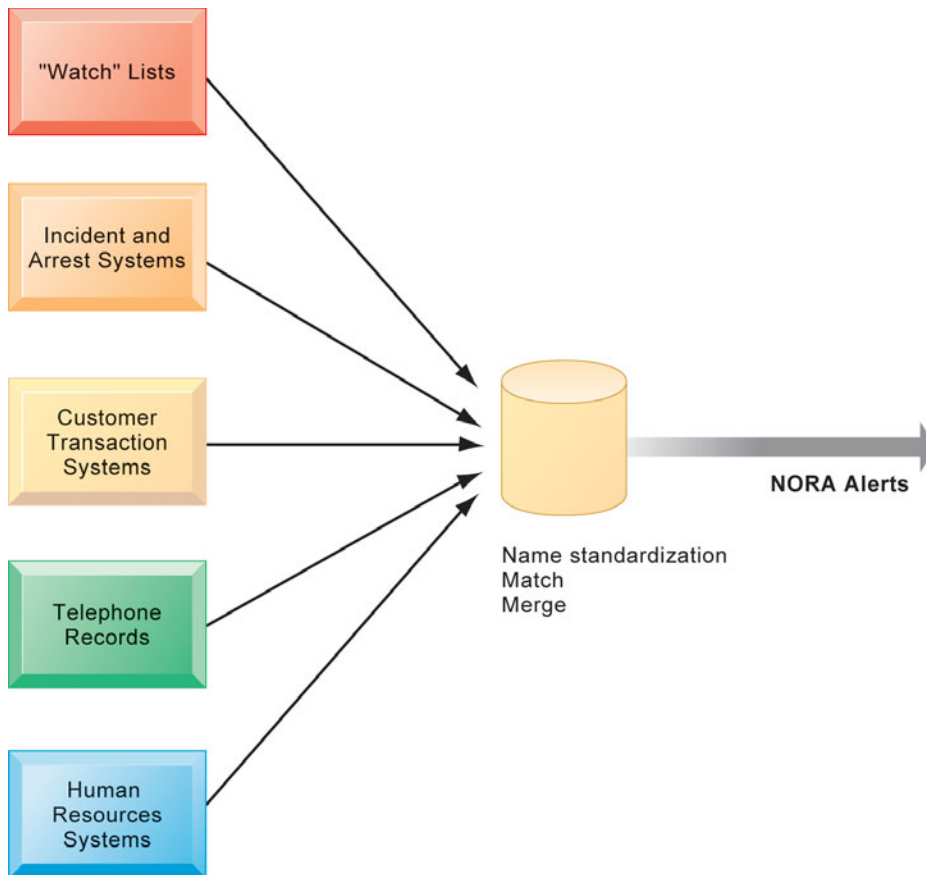 "Watch" Lists
Incident and
Arrest Systems
Customer
Transaction
Systems
Telephone
Records
Human
Resources
Systems
Name standardization
Match
Merge
NORA Alerts